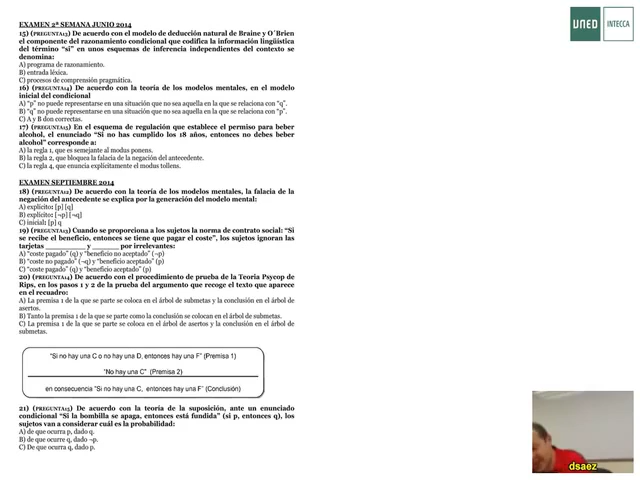 UNED
INTECCA
EXAMEN 2ª SEMANA JUNIO 2014
15) (PREGUNTA13) De acuerdo con el modelo de deducción natural de Braine y O´Brien
el componente del razonamiento condicional que codifica la información lingüística
del término “si” en unos esquemas de inferencia independientes del contexto se
denomina:
A) programa de razonamiento.
B) entrada léxica.
C) procesos de comprensión pragmática.
16) (PREGUNTA14) De acuerdo con la teoría de los modelos mentales, en el modelo
inicial del condicional
A) “p” no puede representarse en una situación que no sea aquella en la que se relaciona con “q”.
B) “q” no puede representarse en una situación que no sea aquella en la que se relaciona con “p”.
C) A y B don correctas.
17) (PREGUNTA15) En el esquema de regulación que establece el permiso para beber
alcohol, el enunciado “Si no has cumplido los 18 años, entonces no debes beber
alcohol” corresponde a:
A) la regla 1, que es semejante al modus ponens.
B) la regla 2, que bloquea la falacia de la negación del antecedente.
C) la regla 4, que enuncia explícitamente el modus tollens.
EXAMEN SEPTIEMBRE 2014
18) (PREGUNTA12) De acuerdo con la teoría de los modelos mentales, la falacia de la
negación del antecedente se explica por la generación del modelo mental:
A) explícito: [p] [q]
B) explícito: [¬p] [¬q]
C) inicial: [p] q
19) (PREGUNTA13) Cuando se proporciona a los sujetos la norma de contrato social: “Si
se recibe el beneficio, entonces se tiene que pagar el coste”, los sujetos ignoran las
tarjetas _________ y ______ por irrelevantes:
A) “coste pagado” (q) y “beneficio no aceptado” (¬p)
B) “coste no pagado” (¬q) y “beneficio aceptado” (p)
C) “coste pagado” (q) y “beneficio aceptado” (p)
20) (PREGUNTA14) De acuerdo con el procedimiento de prueba de la Teoría Psycop de
Rips, en los pasos 1 y 2 de la prueba del argumento que recoge el texto que aparece
en el recuadro:
A) La premisa 1 de la que se parte se coloca en el árbol de submetas y la conclusión en el árbol de
asertos.
B) Tanto la premisa 1 de la que se parte como la conclusión se colocan en el árbol de submetas.
C) La premisa 1 de la que se parte se coloca en el árbol de asertos y la conclusión en el árbol de
submetas.
“Si no hay una C o no hay una D, entonces hay una F” (Premisa 1)
“No hay una C” (Premisa 2)
en consecuencia “Si no hay una C, entonces hay una F” (Conclusión)
21) (PREGUNTA15) De acuerdo con la teoría de la suposición, ante un enunciado
condicional “Si la bombilla se apaga, entonces está fundida” (si p, entonces q), los
sujetos van a considerar cuál es la probabilidad:
A) de que ocurra p, dado q.
B) de que ocurre q, dado ¬p.
C) De que ocurra q, dado p.
dsaez